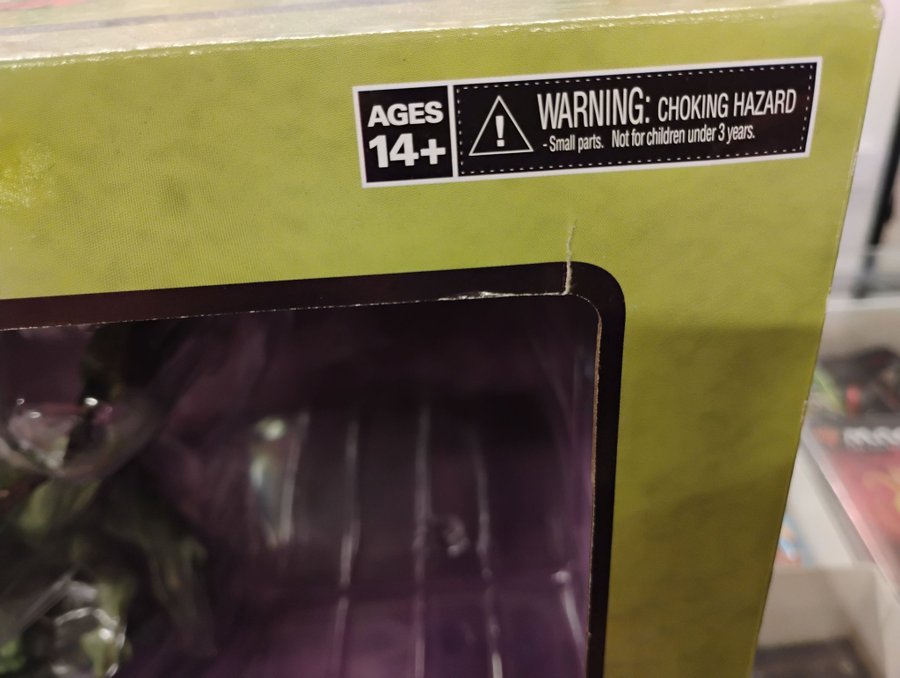 AGES
14+
WARNING: CHOKING HAZARD
- Small parts. Not for children under 3 years.